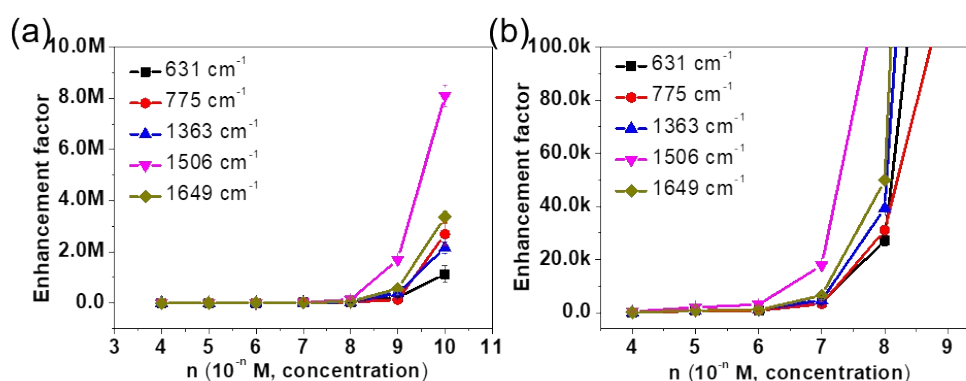 (a)
10.0M
8.0M
6.0M
4.0M
2.0M
0.0
Enhancement factor
631 cm⁻¹
775 cm⁻¹
1363 cm⁻¹
1506 cm⁻¹
1649 cm⁻¹
3 4 5 6 7 8 9 10 11
n (10⁻ⁿ M, concentration)
(b)
100.0k
80.0k
60.0k
40.0k
20.0k
0.0
Enhancement factor
631 cm⁻¹
775 cm⁻¹
1363 cm⁻¹
1506 cm⁻¹
1649 cm⁻¹
4 5 6 7 8 9
n (10⁻ⁿ M, concentration)